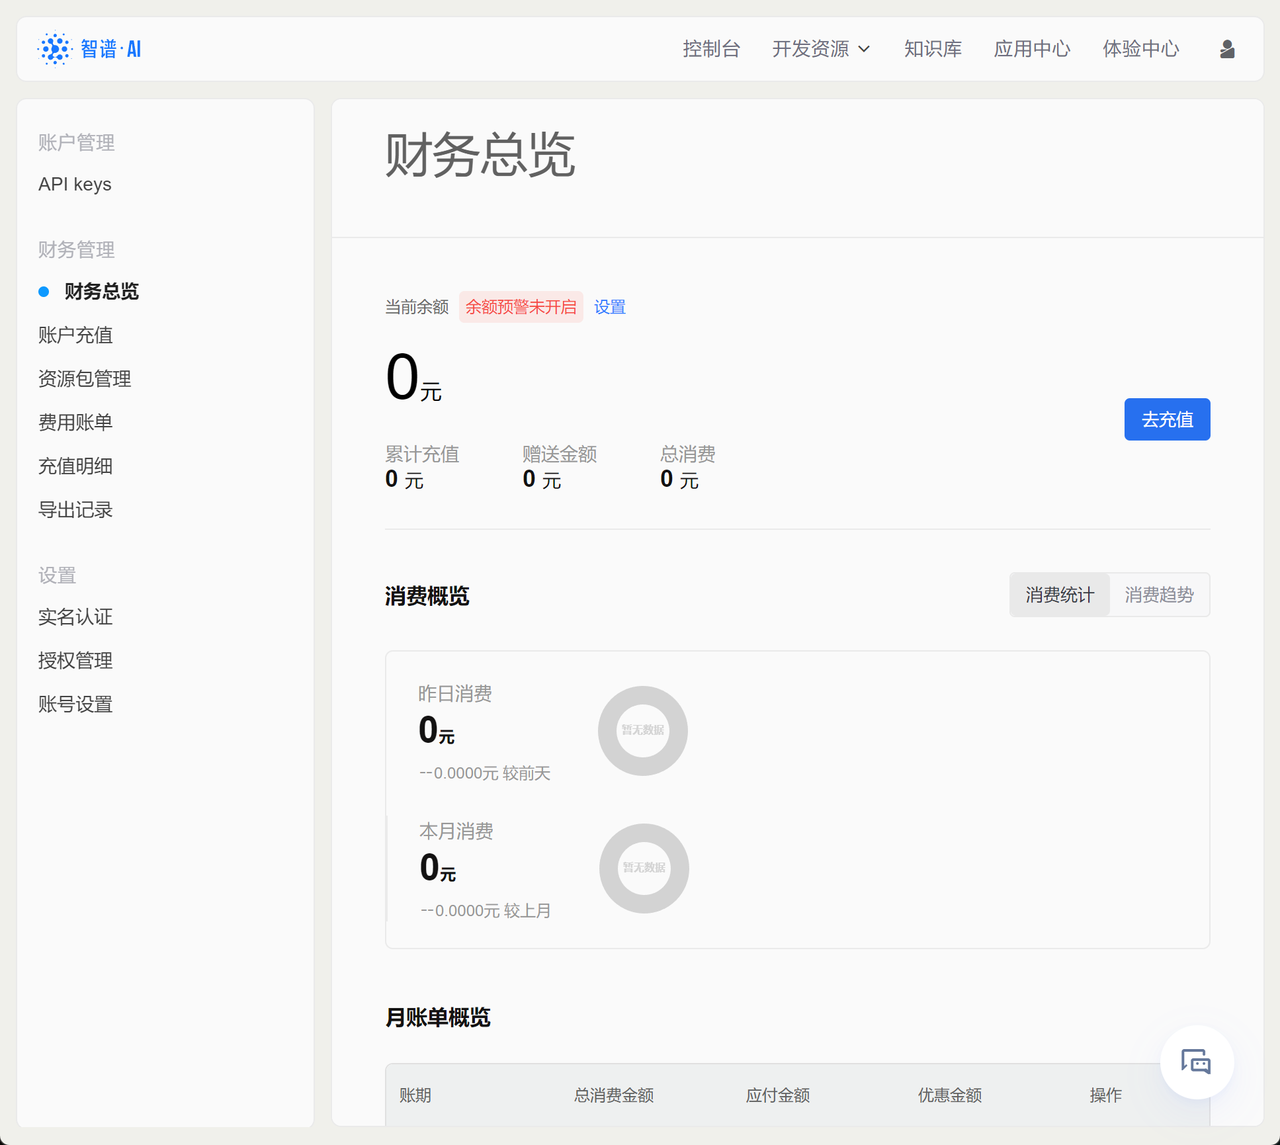 智谱·AI
控制台
开发资源
知识库
应用中心
体验中心
账户管理
API keys
财务管理
财务总览
账户充值
资源包管理
费用账单
充值明细
导出记录
设置
实名认证
授权管理
账号设置
财务总览
当前余额 余额预警未开启 设置
0元
去充值
累计充值 赠送金额 总消费
0 元 0 元 0 元
消费概览
消费统计 消费趋势
昨日消费
0元
--0.0000元 较前天
暂无数据
本月消费
0元
--0.0000元 较上月
暂无数据
月账单概览
账期 总消费金额 应付金额 优惠金额 操作